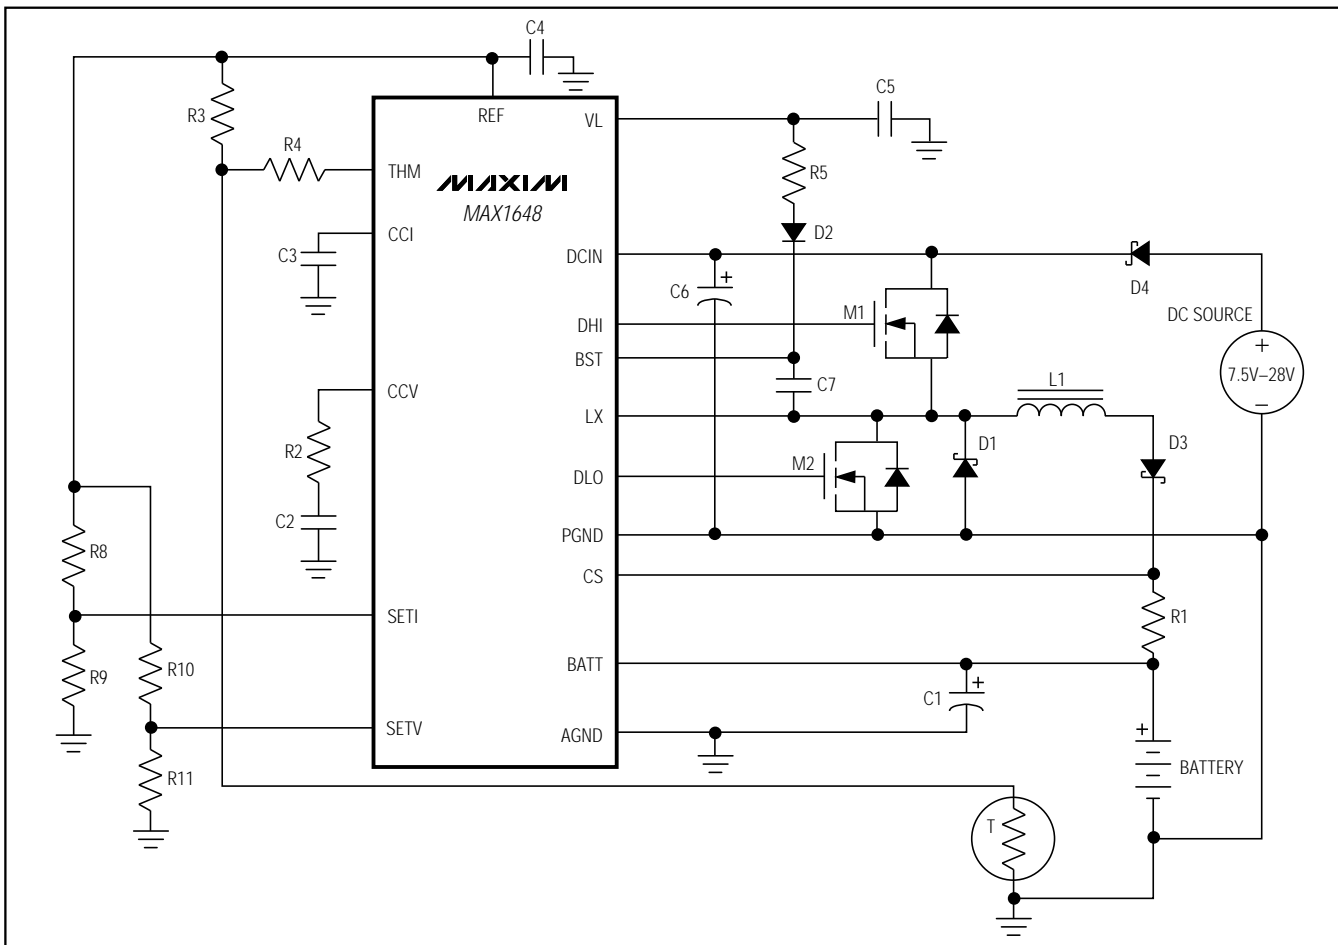 C4
C5
R3
REF
VL
R4
R5
THM
MAXIM
MAX1648
CCI
D2
C3
DCIN
D4
C6
M1
DC SOURCE
+
DHI
+
BST
7.5V–28V
C7
L1
CCV
–
LX
D1
D3
R2
M2
DLO
C2
PGND
R8
CS
SETI
R1
R9
R10
BATT
+
C1
SETV
AGND
+
R11
BATTERY
T